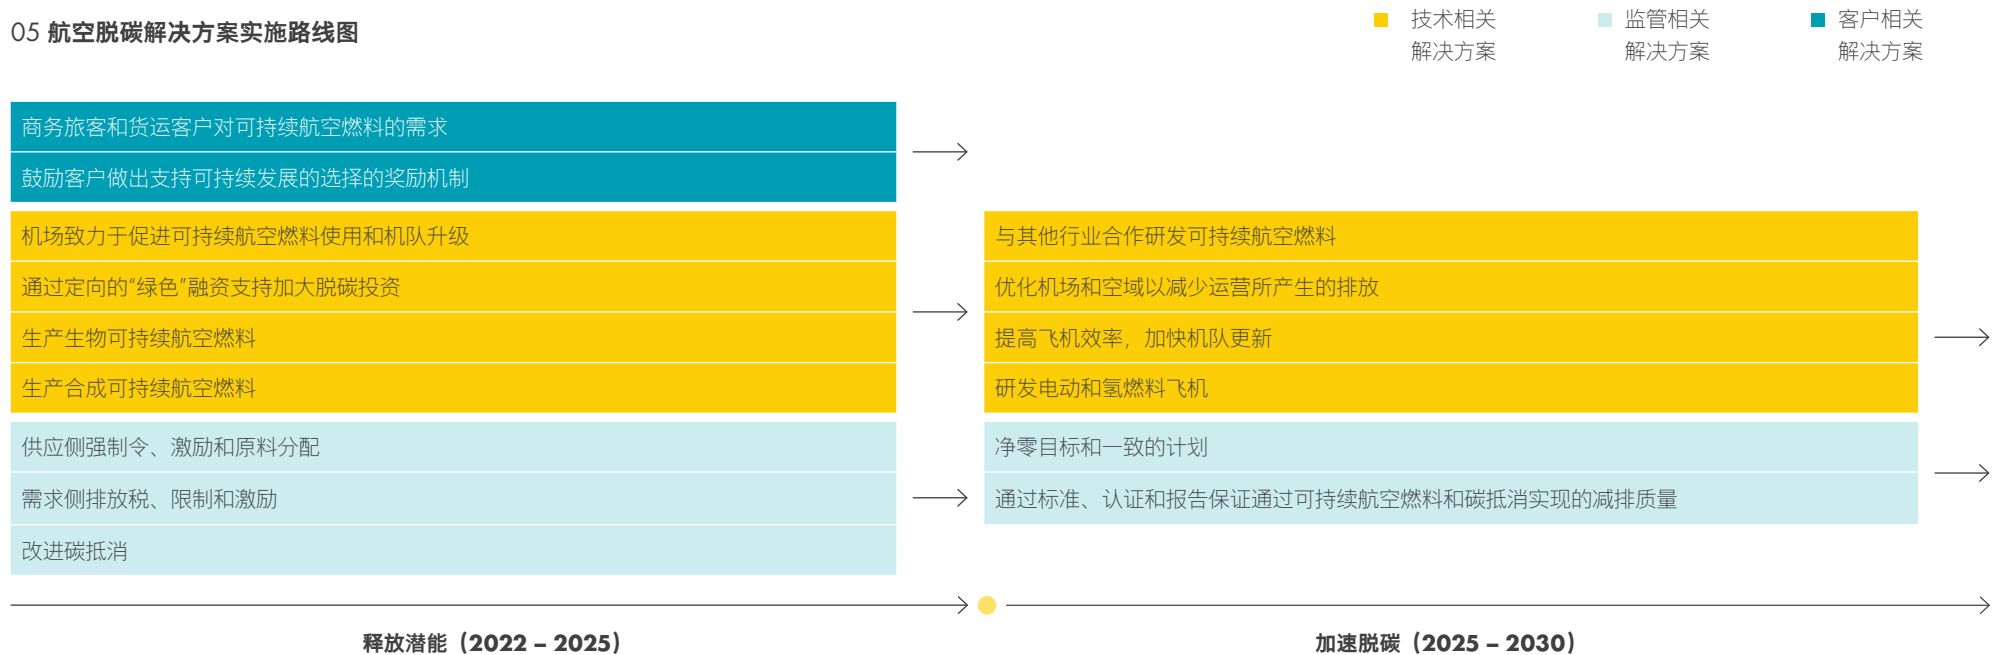 05 航空脱碳解决方案实施路线图
技术相关
解决方案
监管相关
解决方案
客户相关
解决方案
商务旅客和货运客户对可持续航空燃料的需求
鼓励客户做出支持可持续发展的选择的奖励机制
机场致力于促进可持续航空燃料使用和机队升级
通过定向的“绿色”融资支持加大脱碳投资
生产生物可持续航空燃料
生产合成可持续航空燃料
供应侧强制令、激励和原料分配
需求侧排放税、限制和激励
改进碳抵消
与其他行业合作研发可持续航空燃料
优化机场和空域以减少运营所产生的排放
提高飞机效率，加快机队更新
研发电动和氢燃料飞机
净零目标和一致的计划
通过标准、认证和报告保证通过可持续航空燃料和碳抵消实现的减排质量
释放潜能（2022 – 2025）
加速脱碳（2025 – 2030）